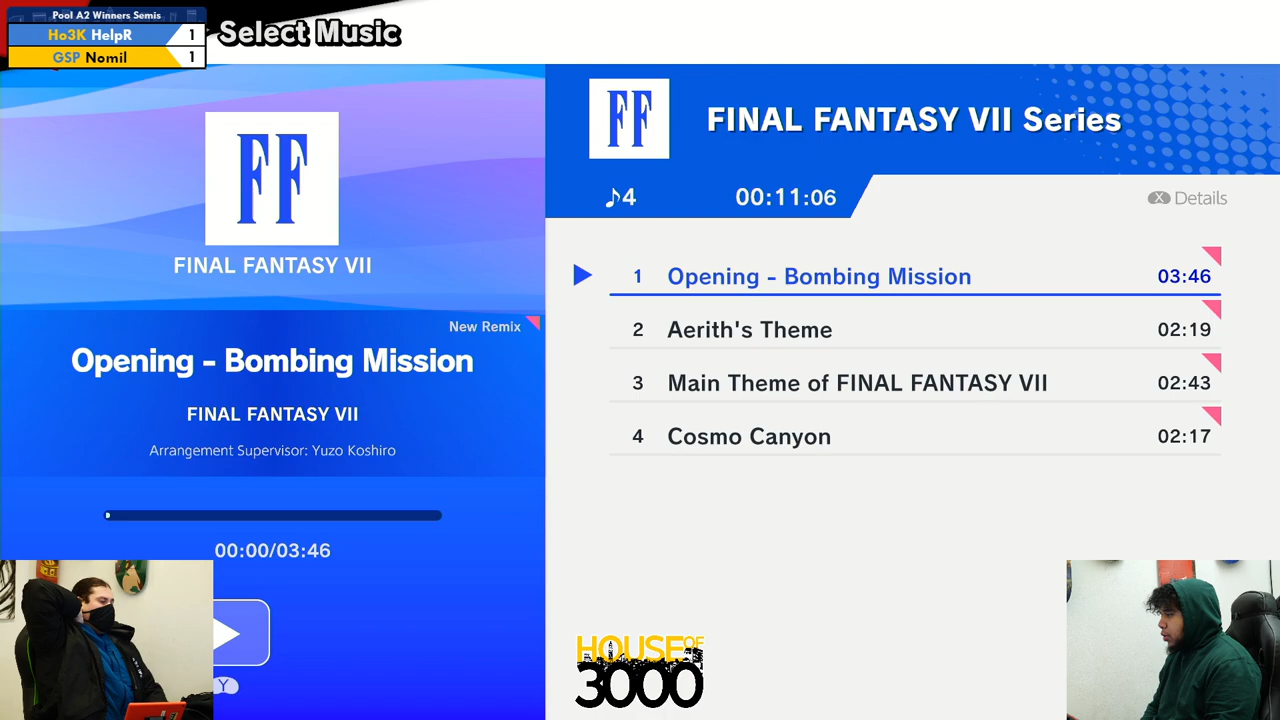 Pool A2 Winners Semis
Ho3K HelpR 1
GSP Nomil 1
Select Music
FF
FINAL FANTASY VII
New Remix
Opening - Bombing Mission
FINAL FANTASY VII
Arrangement Supervisor: Yuzo Koshiro
00:00/03:46
Y
FF
FINAL FANTASY VII Series
♪4 00:11:06
X Details
1 Opening - Bombing Mission 03:46
2 Aerith's Theme 02:19
3 Main Theme of FINAL FANTASY VII 02:43
4 Cosmo Canyon 02:17
HOUSE OF
3000